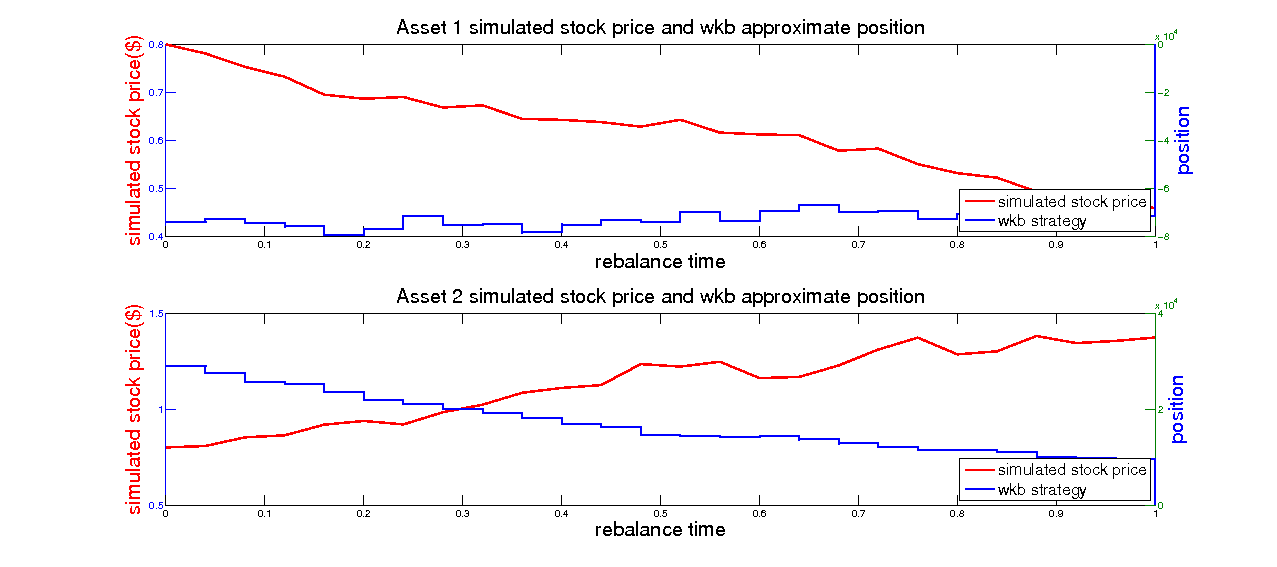 Asset 1 simulated stock price and wkb approximate position
x 10^4
simulated stock price($)
0.8
0.7
0.6
0.5
0.4
0
-2
-4
-6
-8
position
simulated stock price
wkb strategy
0 0.1 0.2 0.3 0.4 0.5 0.6 0.7 0.8 0.9 1
rebalance time
Asset 2 simulated stock price and wkb approximate position
x 10^4
simulated stock price($)
1.5
1
0.5
4
2
0
position
simulated stock price
wkb strategy
0 0.1 0.2 0.3 0.4 0.5 0.6 0.7 0.8 0.9 1
rebalance time